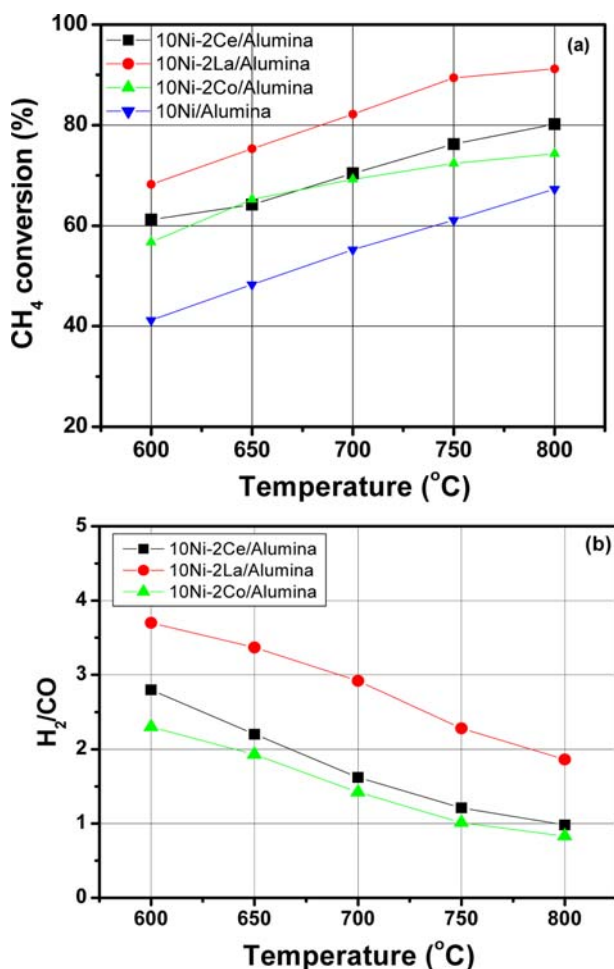 (a)
10Ni-2Ce/Alumina
10Ni-2La/Alumina
10Ni-2Co/Alumina
10Ni/Alumina
CH₄ conversion (%)
100
80
60
40
20
600 650 700 750 800
Temperature (°C)
(b)
10Ni-2Ce/Alumina
10Ni-2La/Alumina
10Ni-2Co/Alumina
H₂/CO
5
4
3
2
1
0
600 650 700 750 800
Temperature (°C)